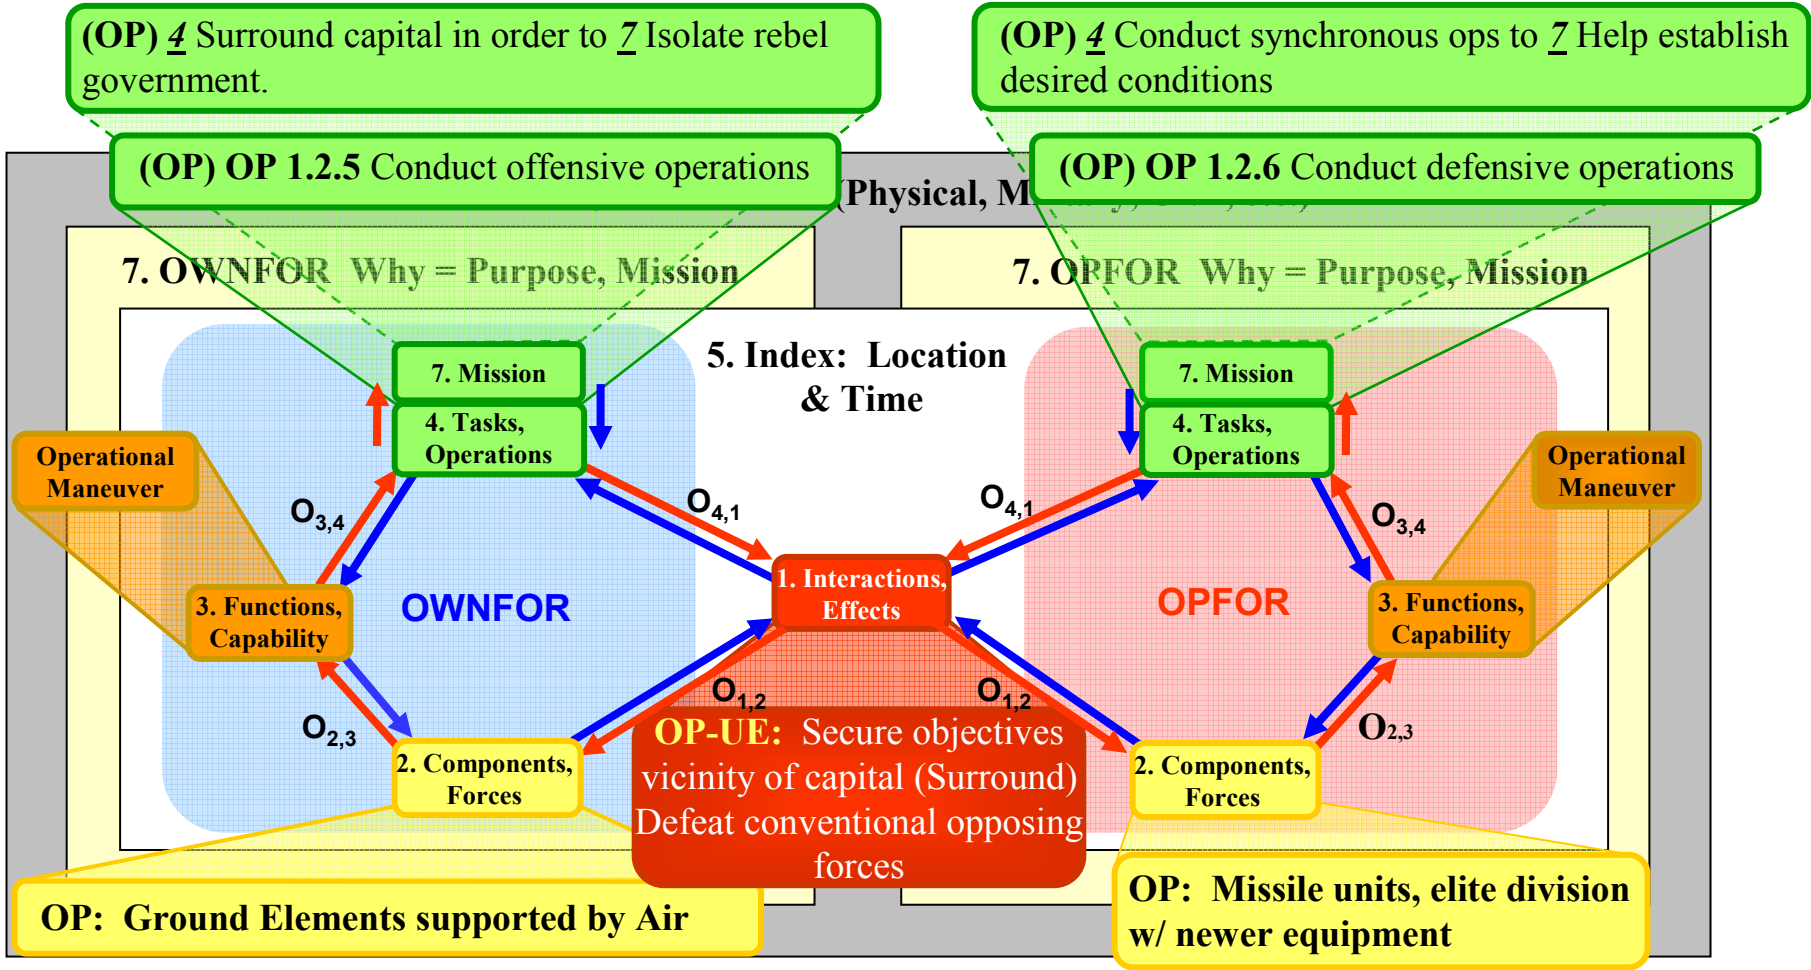 (OP) 4 Surround capital in order to 7 Isolate rebel
government.
(OP) 4 Conduct synchronous ops to 7 Help establish
desired conditions
(OP) OP 1.2.5 Conduct offensive operations
(OP) OP 1.2.6 Conduct defensive operations
(Physical,
7. OWNFOR Why = Purpose, Mission
7. OPFOR Why = Purpose, Mission
5. Index: Location
& Time
7. Mission
4. Tasks,
Operations
7. Mission
4. Tasks,
Operations
Operational
Maneuver
Operational
Maneuver
O3,4
O4,1
O4,1
O3,4
1. Interactions,
Effects
3. Functions,
Capability
OWNFOR
OPFOR
3. Functions,
Capability
O2,3
O1,2
O1,2
O2,3
2. Components,
Forces
2. Components,
Forces
OP-UE: Secure objectives
vicinity of capital (Surround)
Defeat conventional opposing
forces
OP: Ground Elements supported by Air
OP: Missile units, elite division
w/ newer equipment